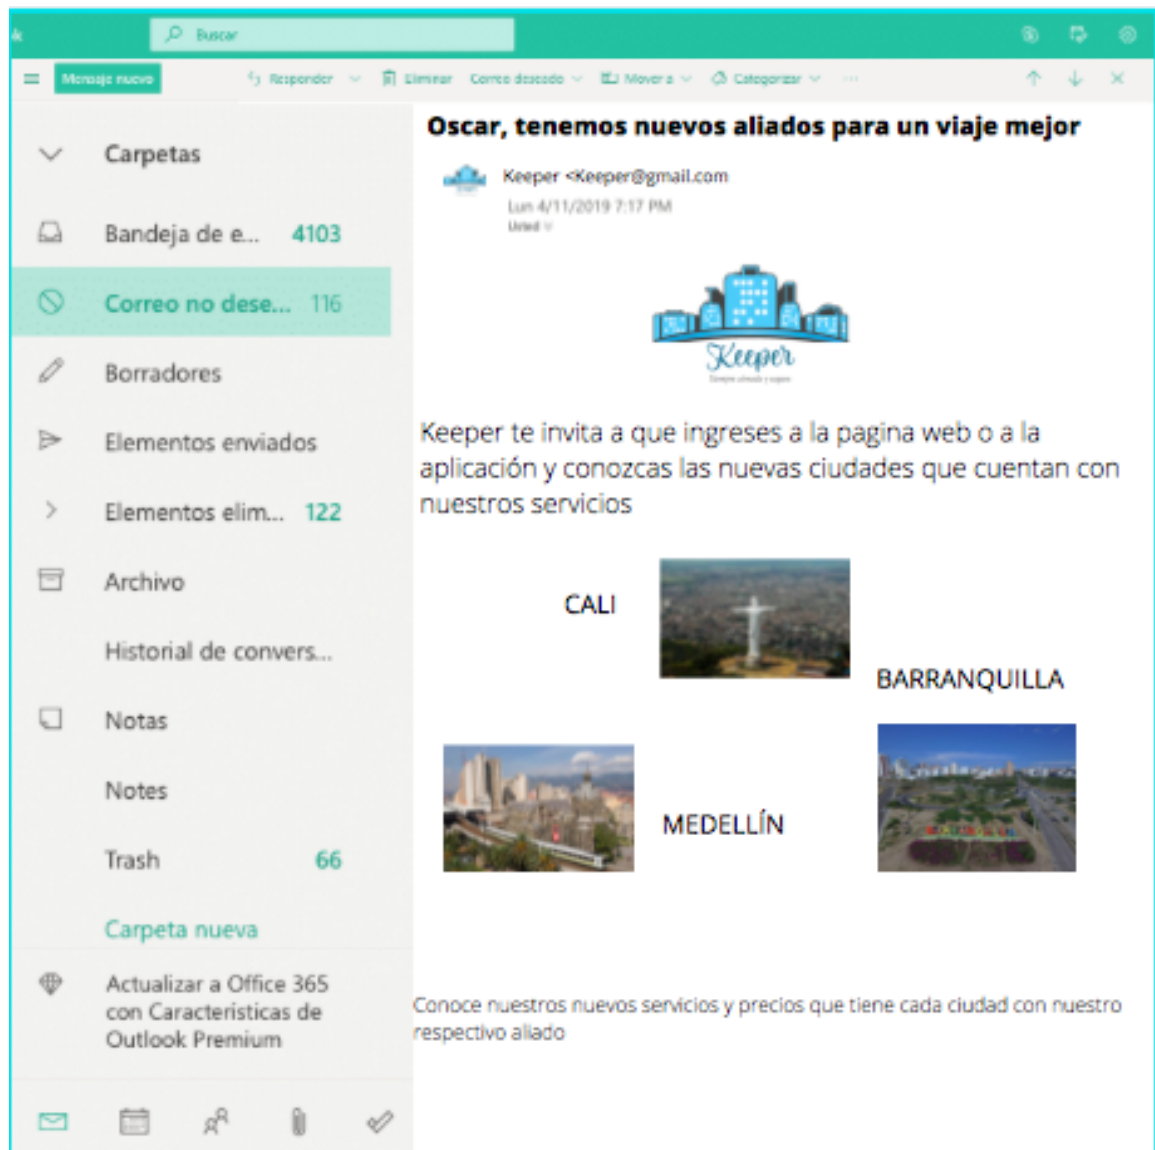 k
Buscar
Mensaje nuevo
Responder
Eliminar
Correo deseado
Mover a
Categorizar
...
Carpetas
Bandeja de e... 4103
Correo no dese... 116
Borradores
Elementos enviados
Elementos elim... 122
Archivo
Historial de convers...
Notas
Notes
Trash 66
Carpeta nueva
Actualizar a Office 365
con Características de
Outlook Premium
Oscar, tenemos nuevos aliados para un viaje mejor
Keeper <Keeper@gmail.com
Lun 4/11/2019 7:17 PM
Usted
Keeper
Keeper te invita a que ingreses a la pagina web o a la
aplicación y conozcas las nuevas ciudades que cuentan con
nuestros servicios
CALI
BARRANQUILLA
MEDELLÍN
Conoce nuestros nuevos servicios y precios que tiene cada ciudad con nuestro
respectivo aliado